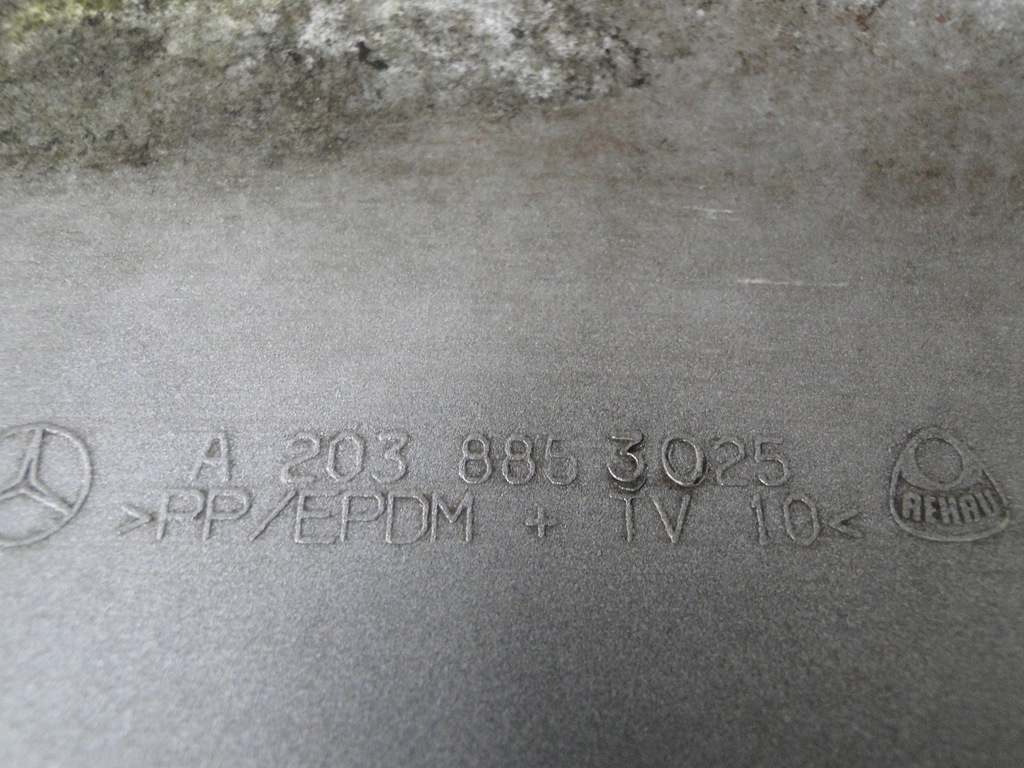 A 203 885 3025
>PP/EPDM + TV 10<
REHAU